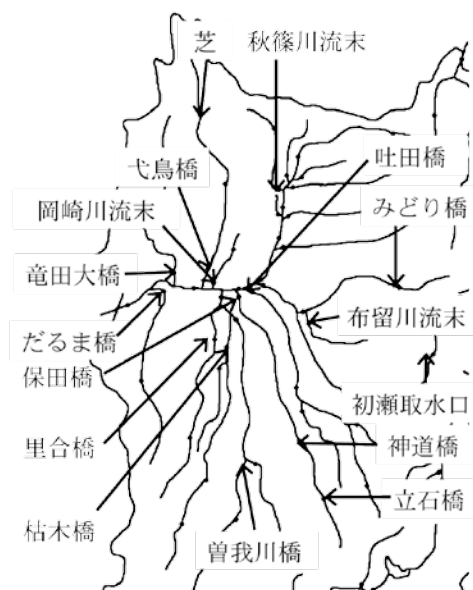 芝
秋篠川流末
弋鳥橋
吐田橋
岡崎川流末
みどり橋
竜田大橋
だるま橋
布留川流末
保田橋
初瀬取水口
里合橋
神道橋
立石橋
枯木橋
曽我川橋